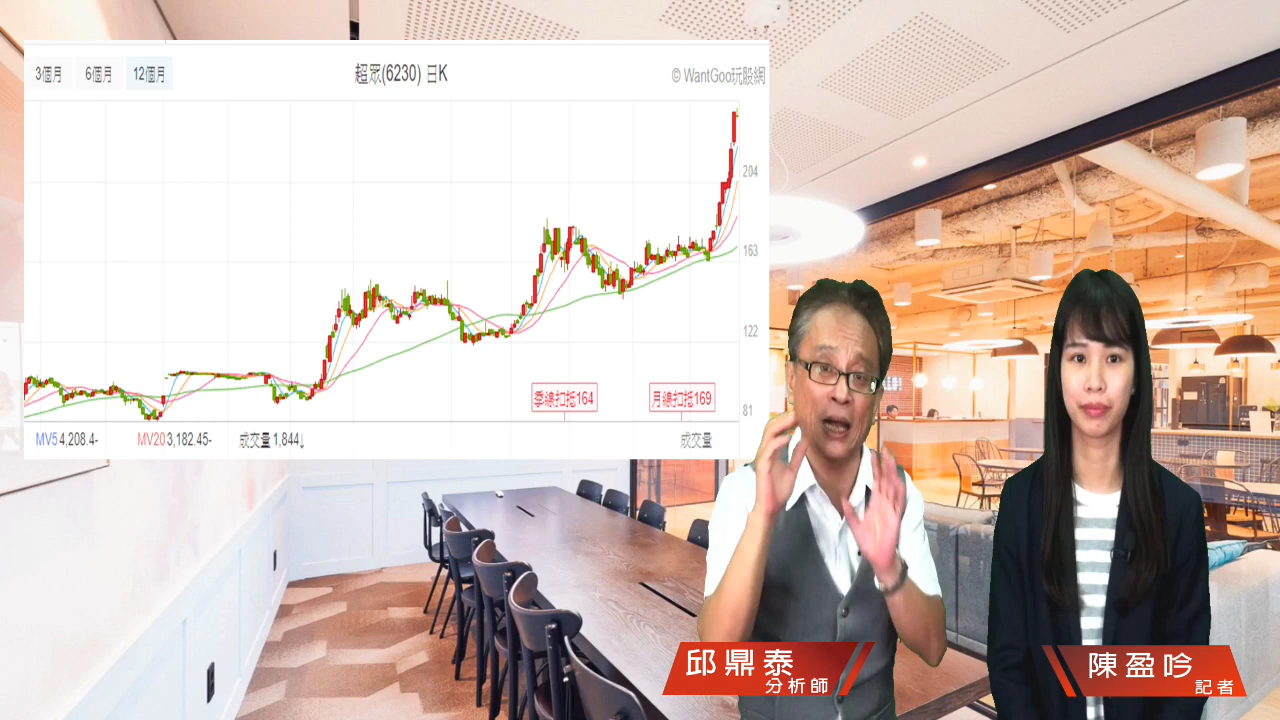 3個月 6個月 12個月
超眾(6230) 日K
© WantGoo玩股網
204
163
122
81
季線扣抵164
月線扣抵169
MV5 4,208.4- MV20 3,182.45- 成交量 1,844↓
成交量
邱鼎泰
分析師
陳盈吟
記者